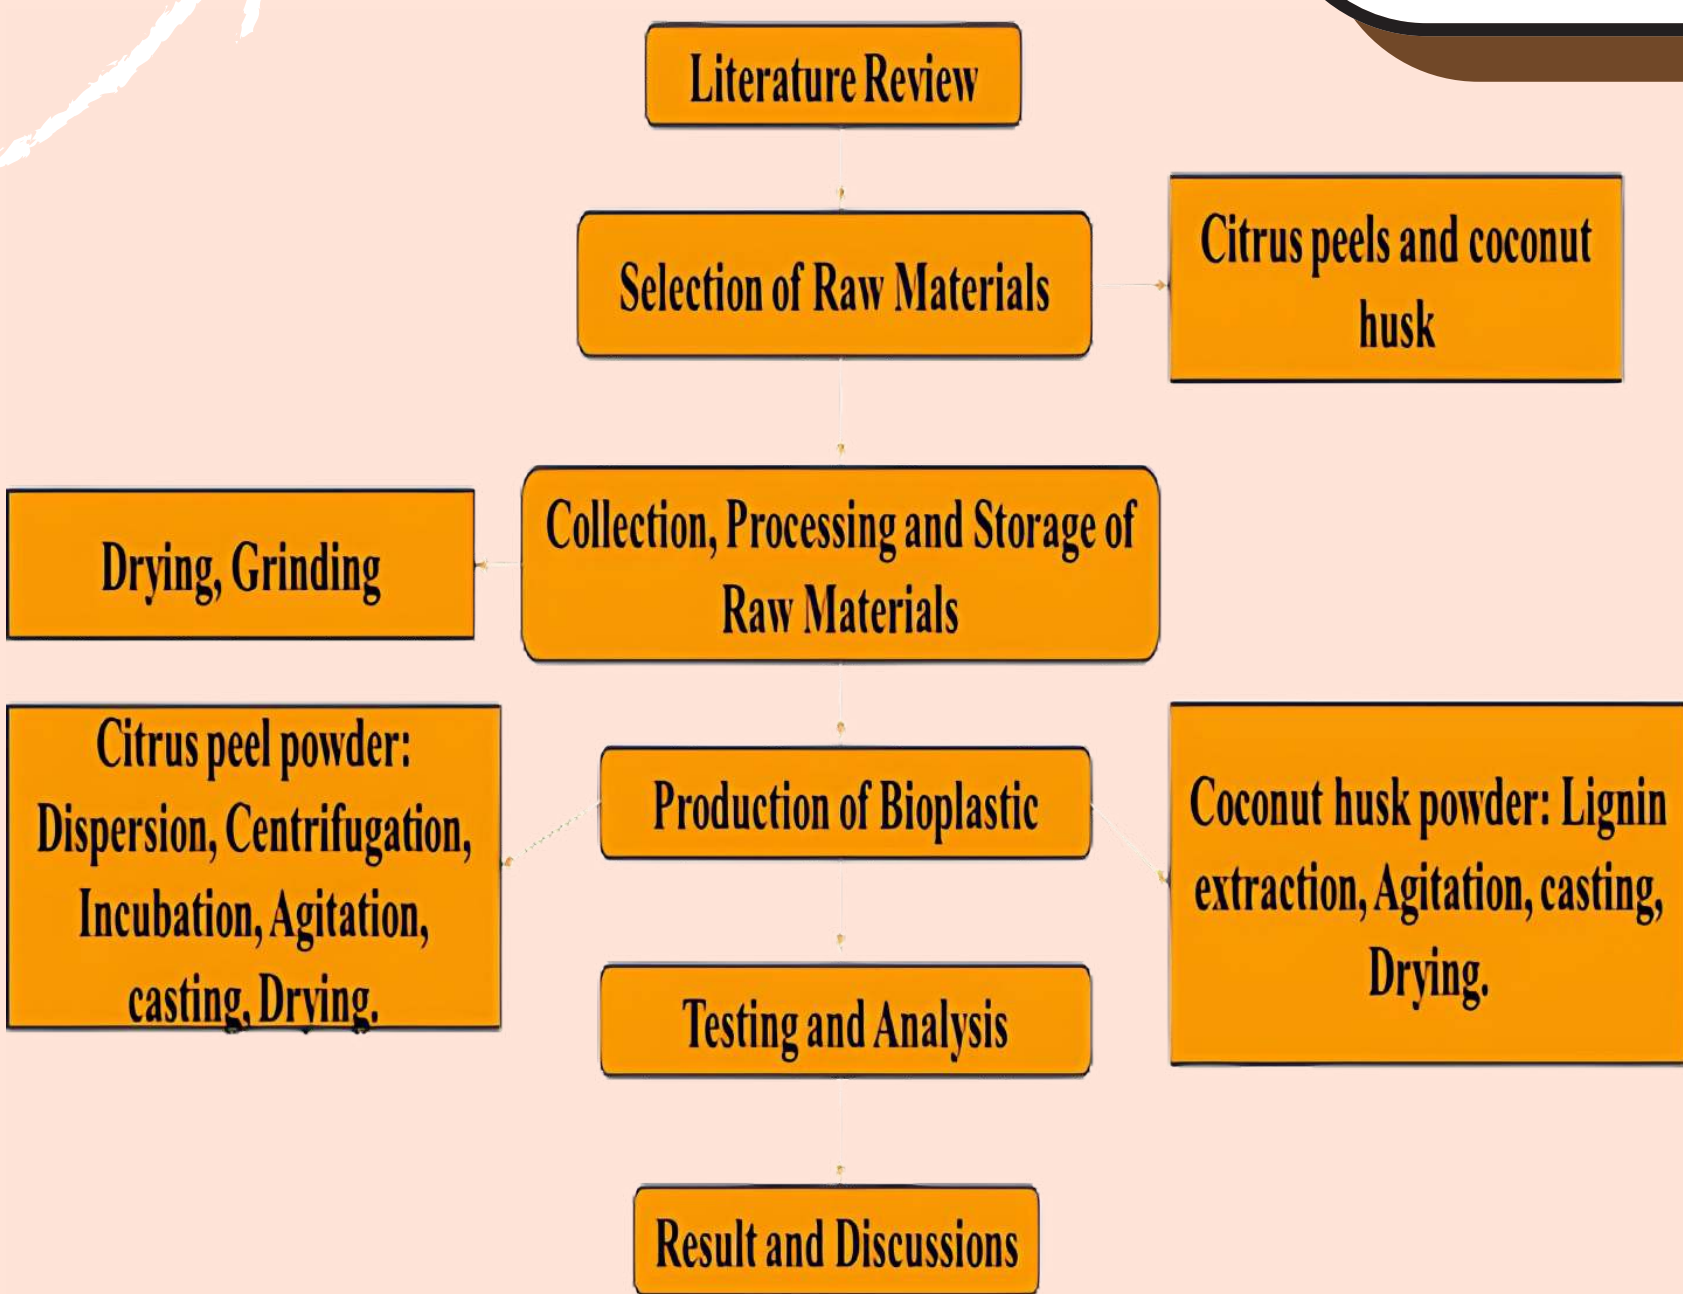 Literature Review
Selection of Raw Materials
Citrus peels and coconut
husk
Collection, Processing and Storage of
Raw Materials
Drying, Grinding
Production of Bioplastic
Citrus peel powder:
Dispersion, Centrifugation,
Incubation, Agitation,
casting, Drying.
Coconut husk powder: Lignin
extraction, Agitation, casting,
Drying.
Testing and Analysis
Result and Discussions